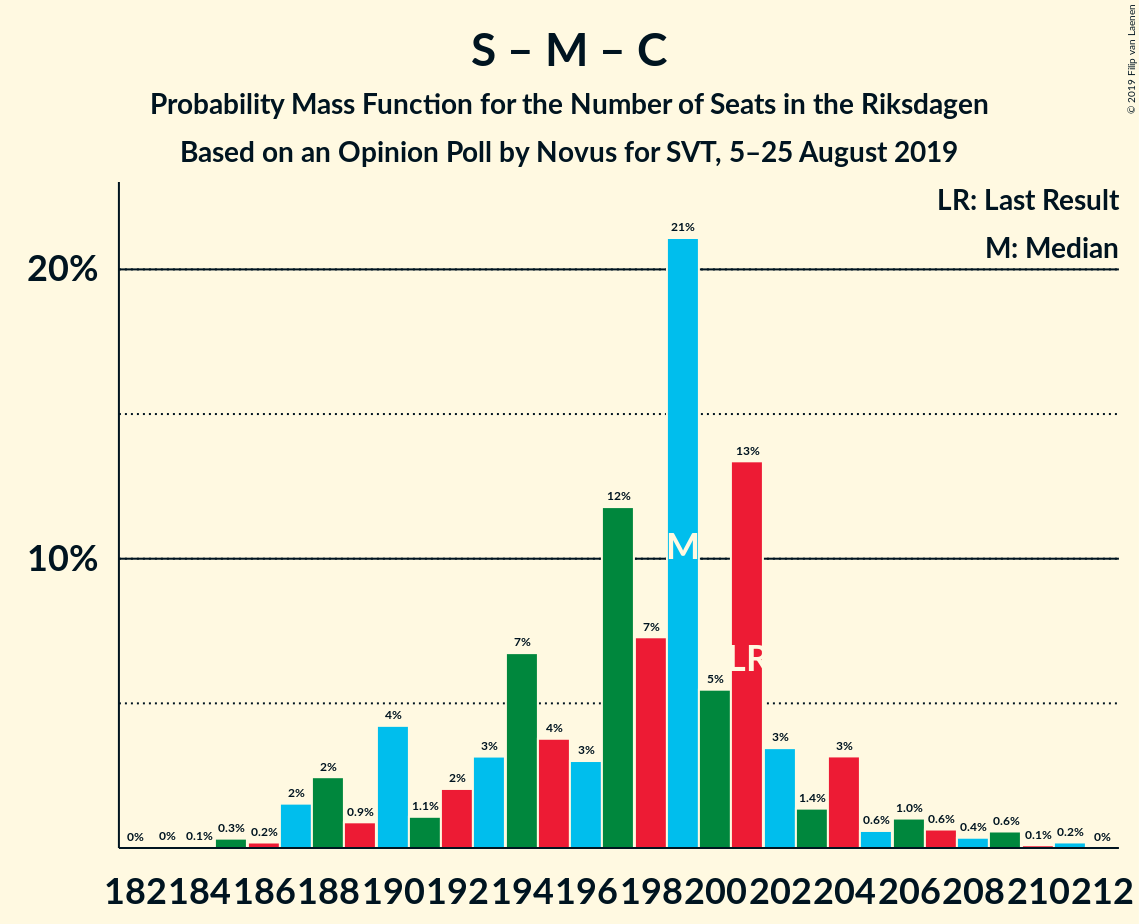 S – M – C
Probability Mass Function for the Number of Seats in the Riksdagen
Based on an Opinion Poll by Novus for SVT, 5–25 August 2019
© 2019 Filip van Laenen
LR: Last Result
M: Median
20%
10%
0% 0% 0.1% 0.3% 0.2% 2% 2% 0.9% 4% 1.1% 2% 3% 7% 4% 3% 12% 7% 21% 5% 13% 3% 1.4% 3% 0.6% 1.0% 0.6% 0.4% 0.6% 0.1% 0.2% 0%
M
LR
182 184 186 188 190 192 194 196 198 200 202 204 206 208 210 212